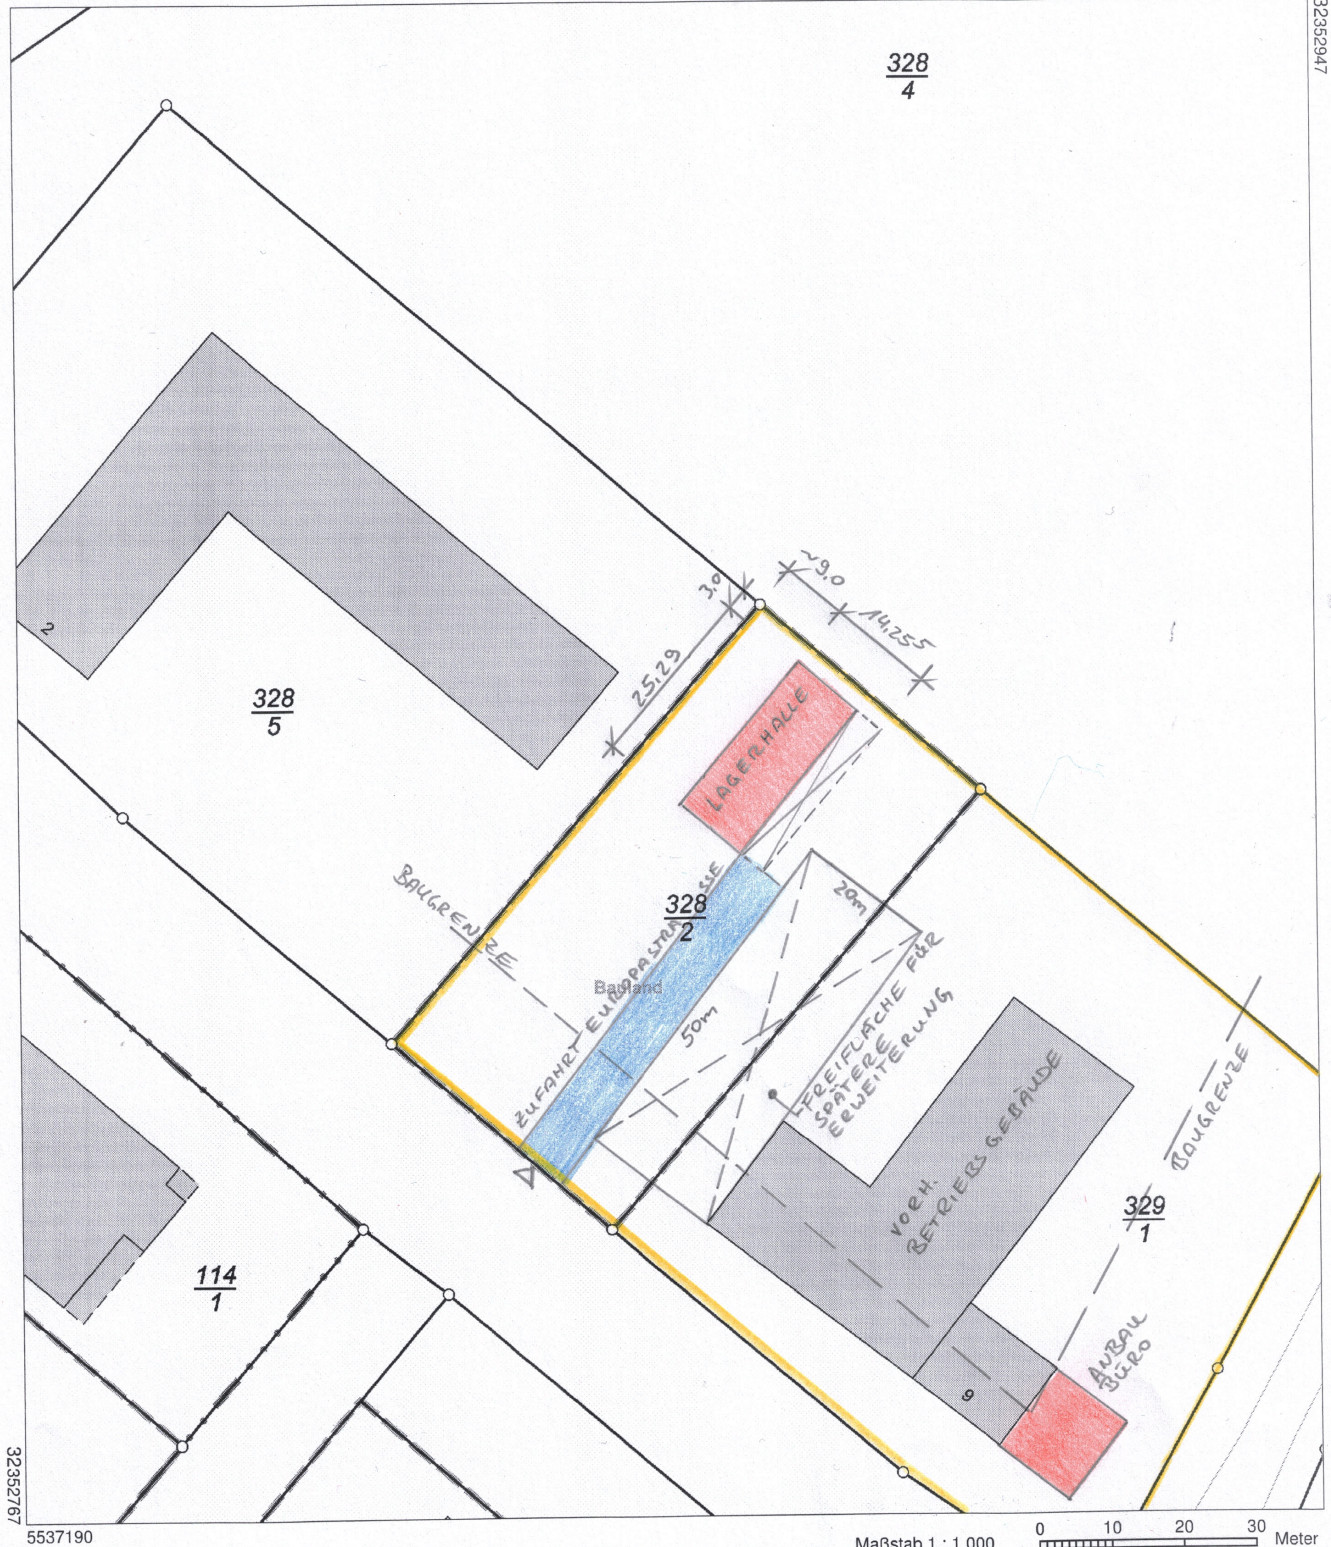 32352947
328
4
~9.0
14,255
3.0
25,29
2
328
5
LAGERHALLE
BAUGRENZE
328
2
20m
Bauland
ZUFAHRT EUROPASTRASSE
50m
FREIFLÄCHE FÜR
SPÄTERE
ERWEITERUNG
VORH.
BETRIEBSGEBÄUDE
BAUGRENZE
329
1
114
1
ANBAU
BÜRO
9
32352767
5537190
Maßstab 1 : 1 000
0 10 20 30 Meter